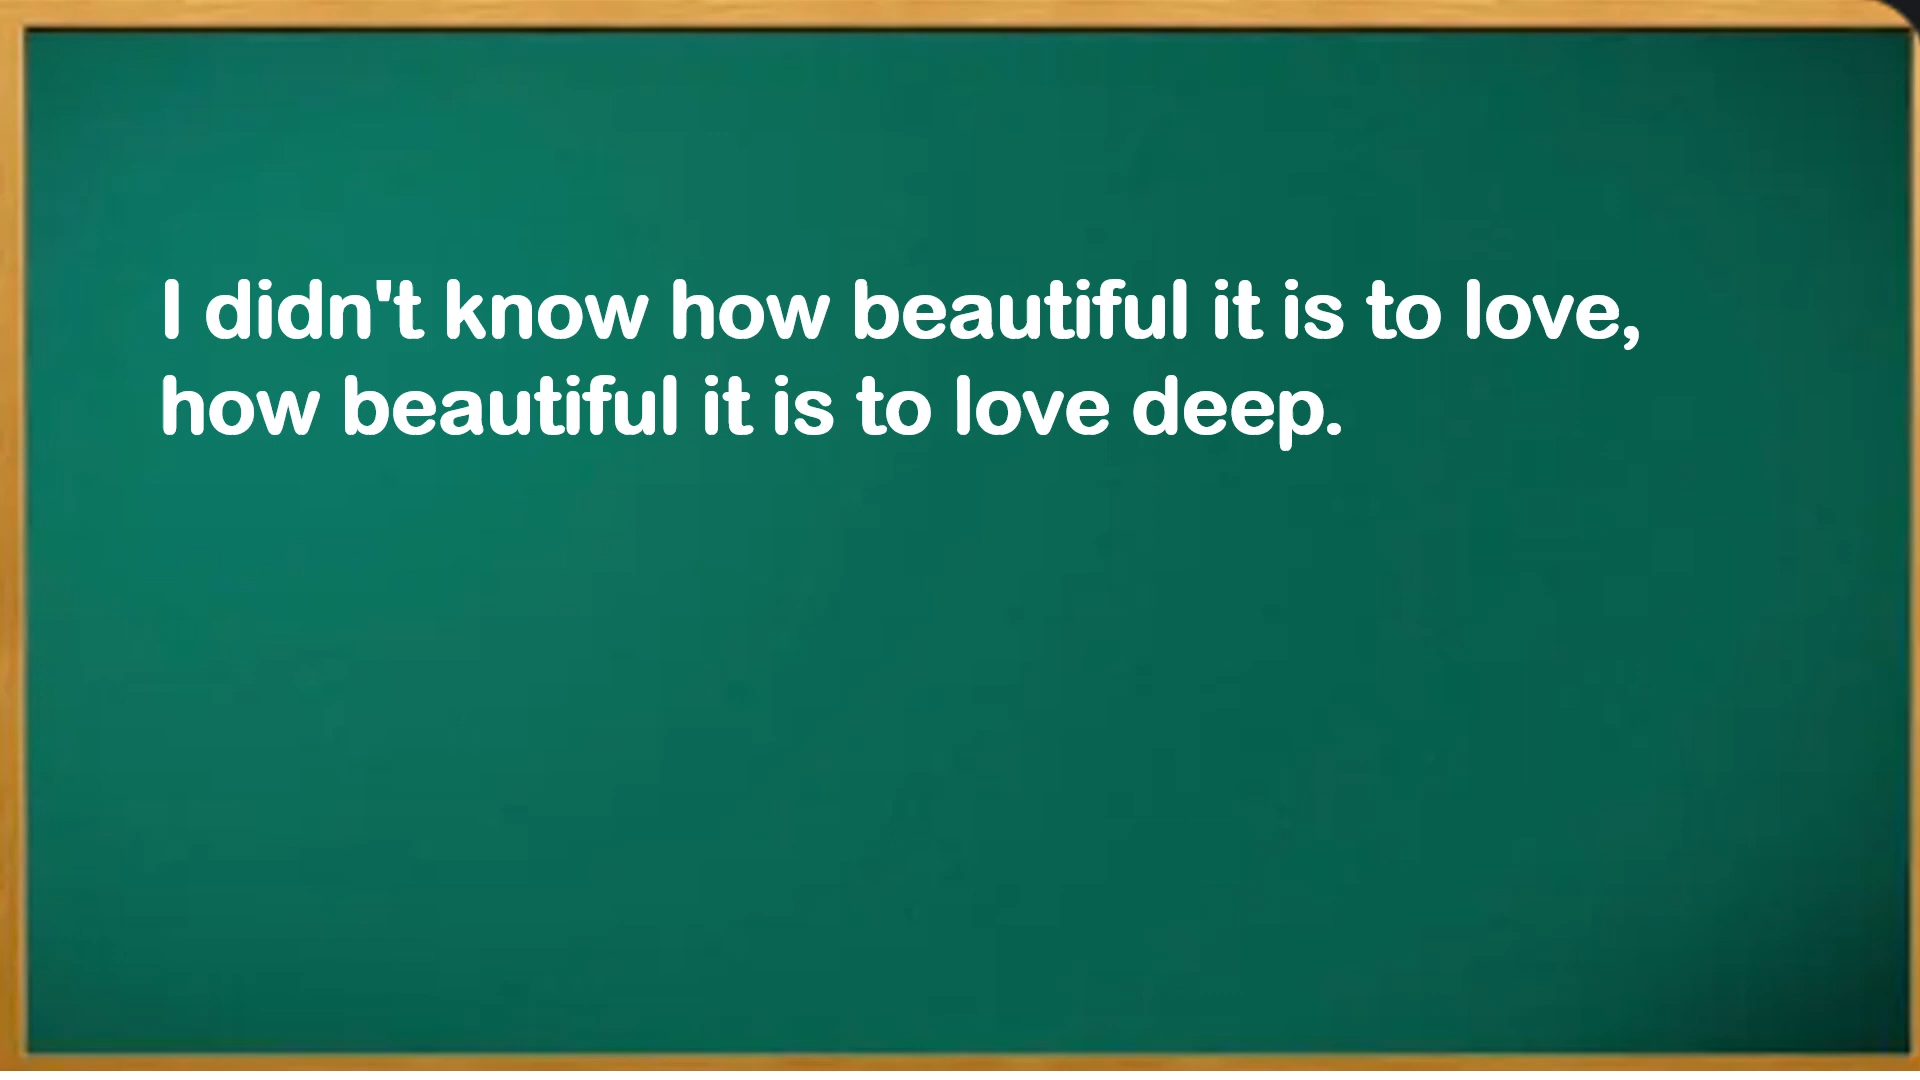 I didn't know how beautiful it is to love,
how beautiful it is to love deep.